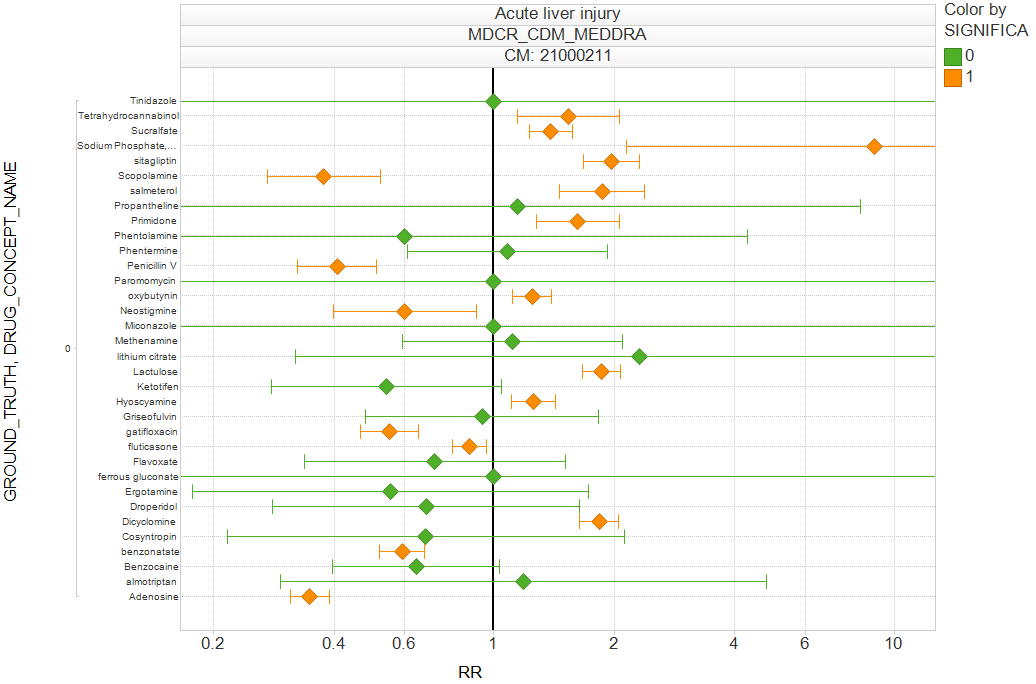 Acute liver injury
MDCR_CDM_MEDDRA
CM: 21000211
Color by
SIGNIFICA
0
1
GROUND_TRUTH, DRUG_CONCEPT_NAME
0
Tinidazole
Tetrahydrocannabinol
Sucralfate
Sodium Phosphate,...
sitagliptin
Scopolamine
salmeterol
Propantheline
Primidone
Phentolamine
Phentermine
Penicillin V
Paromomycin
oxybutynin
Neostigmine
Miconazole
Methenamine
lithium citrate
Lactulose
Ketotifen
Hyoscyamine
Griseofulvin
gatifloxacin
fluticasone
Flavoxate
ferrous gluconate
Ergotamine
Droperidol
Dicyclomine
Cosyntropin
benzonatate
Benzocaine
almotriptan
Adenosine
0.2 0.4 0.6 1 2 4 6 10
RR